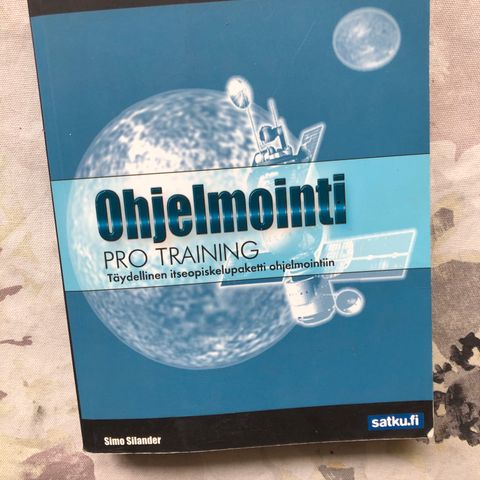 Ohjelmointi
PRO TRAINING
Täydellinen itseopiskelupaketti ohjelmointiin
satku.fi
Simo Silander